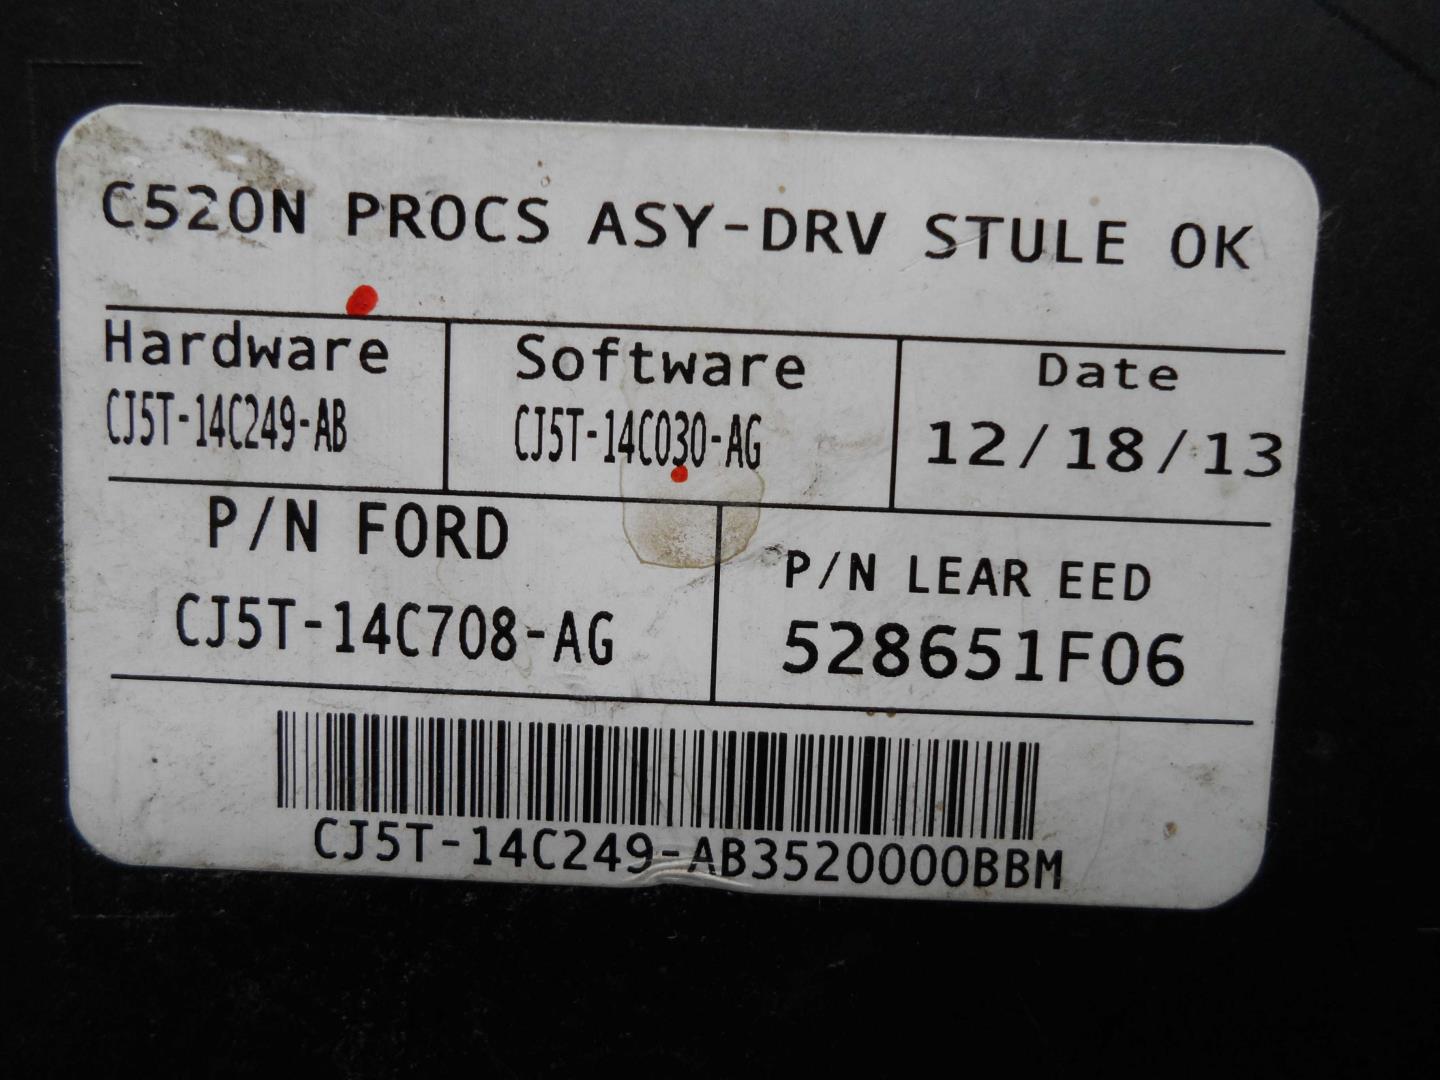 C520N PROCS ASY-DRV STULE OK
Hardware
CJ5T-14C249-AB
Software
CJ5T-14C030-AG
Date
12/18/13
P/N FORD
CJ5T-14C708-AG
P/N LEAR EED
528651F06
CJ5T-14C249-AB3520000BBM